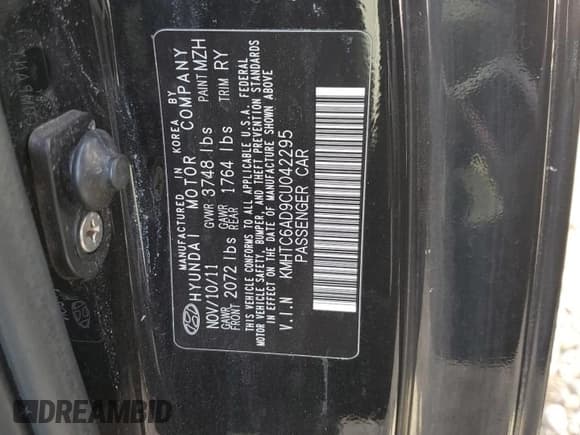 MANUFACTURED IN KOREA BY
HYUNDAI MOTOR COMPANY
NOV/10/11 GVWR 3748 lbs PAINT MZH
GAWR FRONT 2072 lbs GAWR REAR 1764 lbs TRIM RY
THIS VEHICLE CONFORMS TO ALL APPLICABLE U.S.A. FEDERAL
MOTOR VEHICLE SAFETY, BUMPER, AND THEFT PREVENTION STANDARDS
IN EFFECT ON THE DATE OF MANUFACTURE SHOWN ABOVE
V.I.N KMHTC6AD9CU042295
PASSENGER CAR
DREAMBID